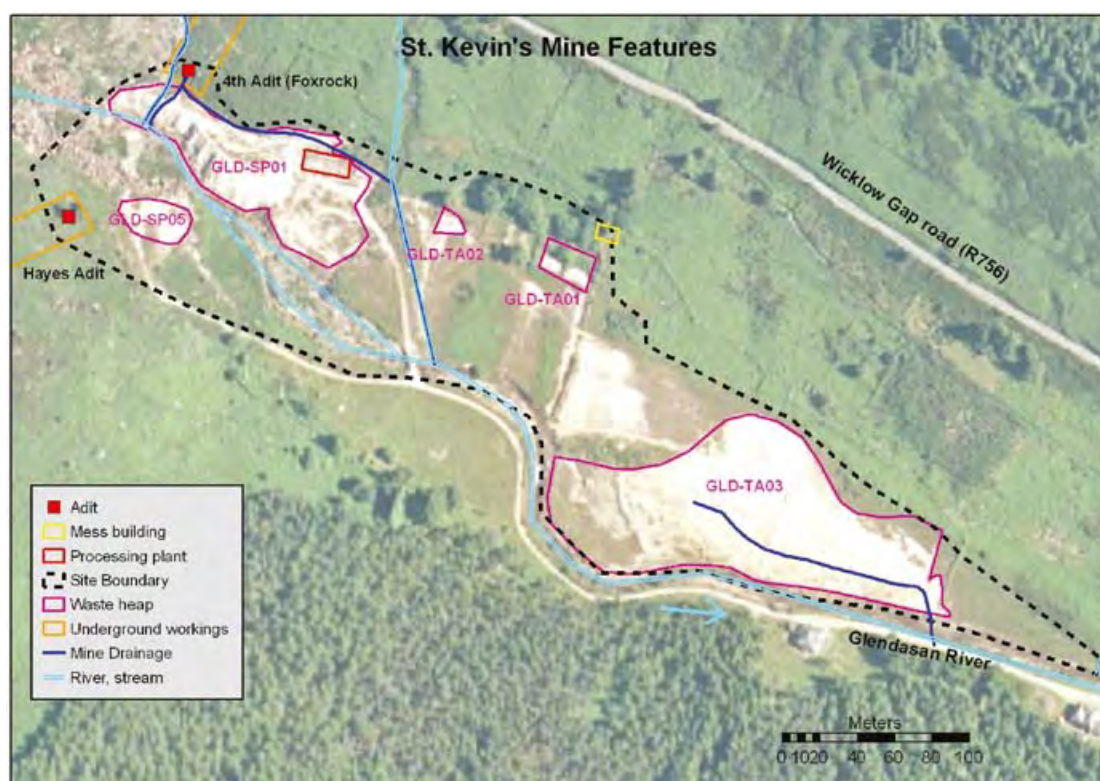 St. Kevin's Mine Features
4th Adit (Foxrock)
GLD-SP01
Wicklow Gap road (R756)
GLD-SP05
GLD-TA02
Hayes Adit
GLD-TA01
GLD-TA03
Adit
Mess building
Processing plant
Site Boundary
Waste heap
Underground workings
Mine Drainage
River, stream
Glendasan River
Meters
0 10 20 40 60 80 100